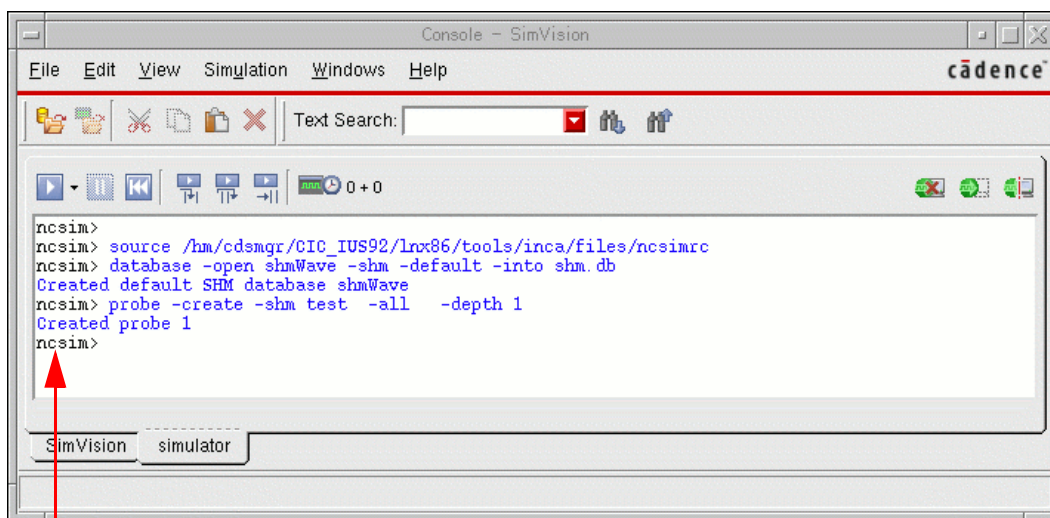 Console - SimVision
File Edit View Simulation Windows Help
cādence™
Text Search:
0 + 0
ncsim>
ncsim> source /hm/cdsmgr/CIC_IUS92/lnx86/tools/inca/files/ncsimrc
ncsim> database -open shmWave -shm -default -into shm.db
Created default SHM database shmWave
ncsim> probe -create -shm test -all -depth 1
Created probe 1
ncsim>
SimVision simulator